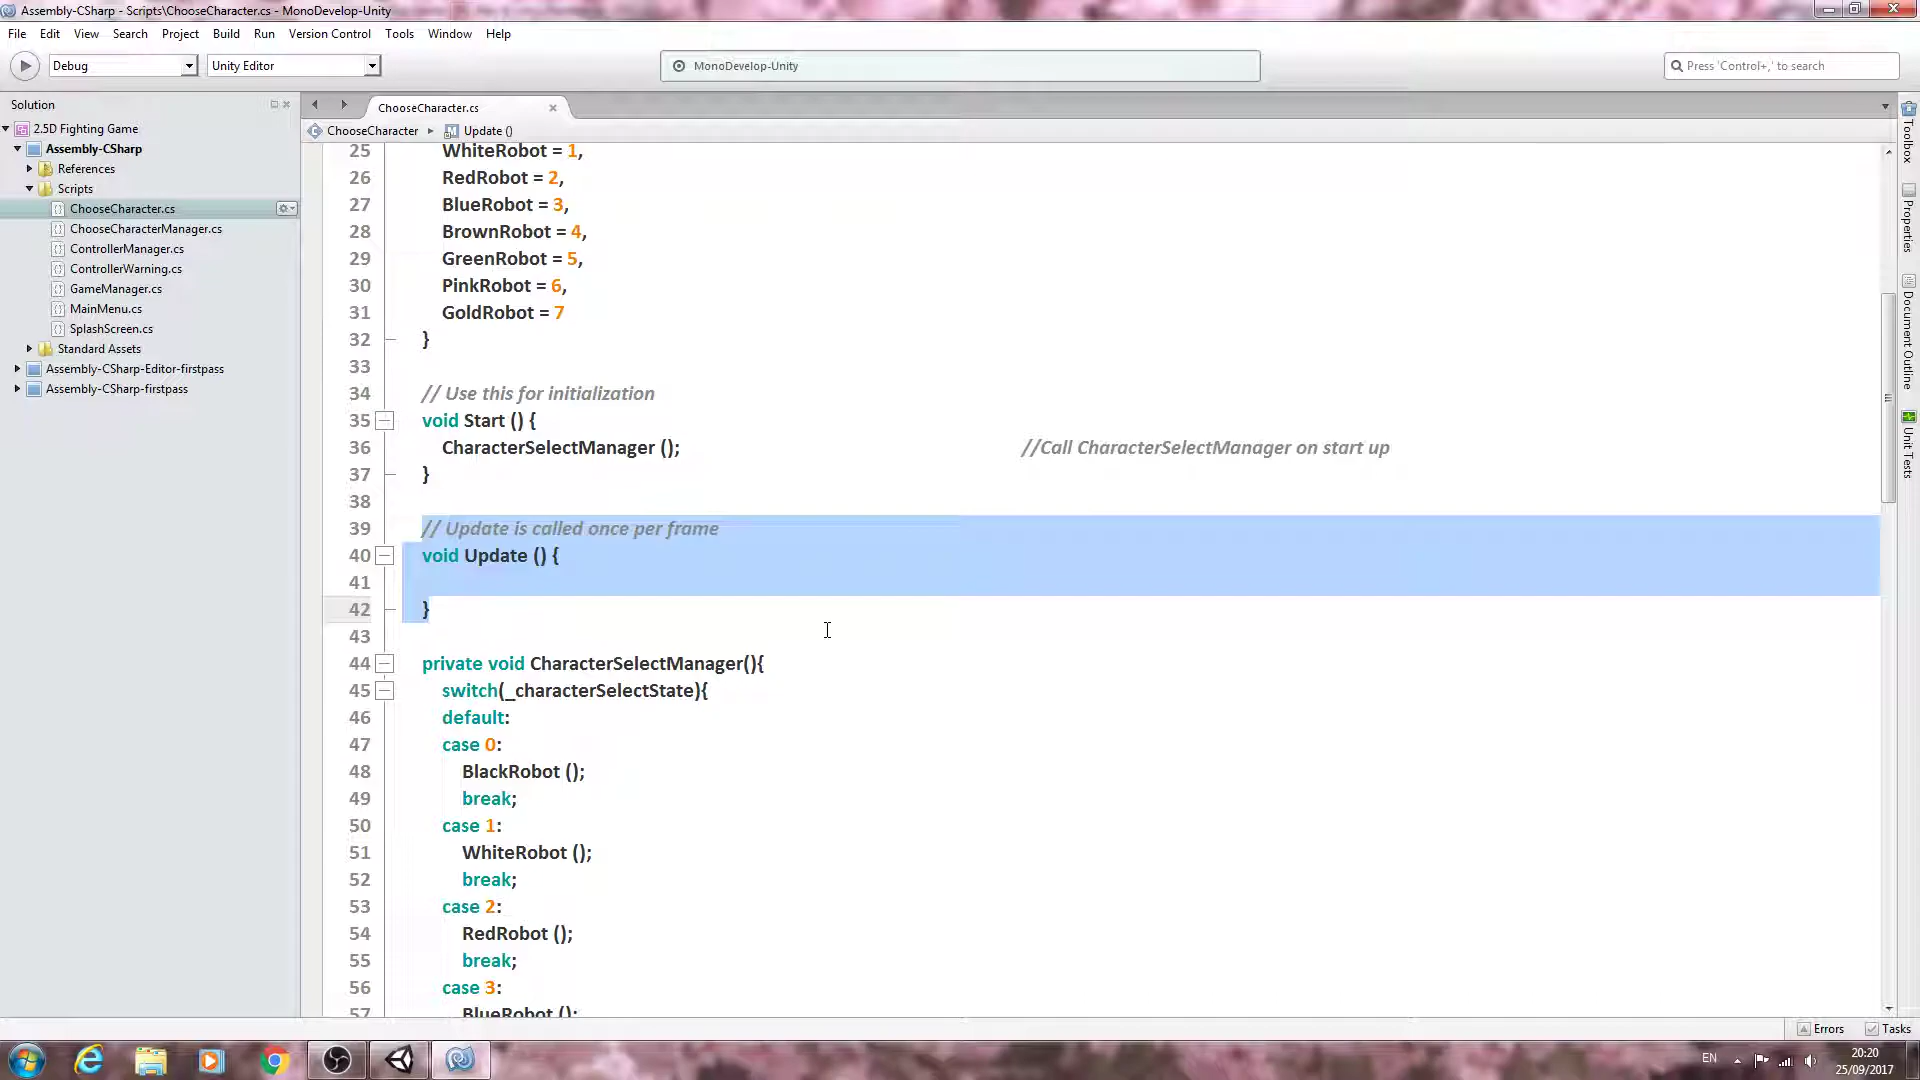 Assembly-CSharp - Scripts\ChooseCharacter.cs - MonoDevelop-Unity
File Edit View Search Project Build Run Version Control Tools Window Help
Debug Unity Editor MonoDevelop-Unity Press 'Control+,' to search
Solution
2.5D Fighting Game
Assembly-CSharp
References
Scripts
ChooseCharacter.cs
ChooseCharacterManager.cs
ControllerManager.cs
ControllerWarning.cs
GameManager.cs
MainMenu.cs
SplashScreen.cs
Standard Assets
Assembly-CSharp-Editor-firstpass
Assembly-CSharp-firstpass
ChooseCharacter.cs
ChooseCharacter Update ()
25 WhiteRobot = 1,
26 RedRobot = 2,
27 BlueRobot = 3,
28 BrownRobot = 4,
29 GreenRobot = 5,
30 PinkRobot = 6,
31 GoldRobot = 7
32 }
33
34 // Use this for initialization
35 void Start () {
36 CharacterSelectManager (); //Call CharacterSelectManager on start up
37 }
38
39 // Update is called once per frame
40 void Update () {
41
42 }
43
44 private void CharacterSelectManager(){
45 switch(_characterSelectState){
46 default:
47 case 0:
48 BlackRobot ();
49 break;
50 case 1:
51 WhiteRobot ();
52 break;
53 case 2:
54 RedRobot ();
55 break;
56 case 3:
57 BlueRobot ();
Toolbox
Properties
Document Outline
Unit Tests
Errors Tasks
EN
20:20
25/09/2017